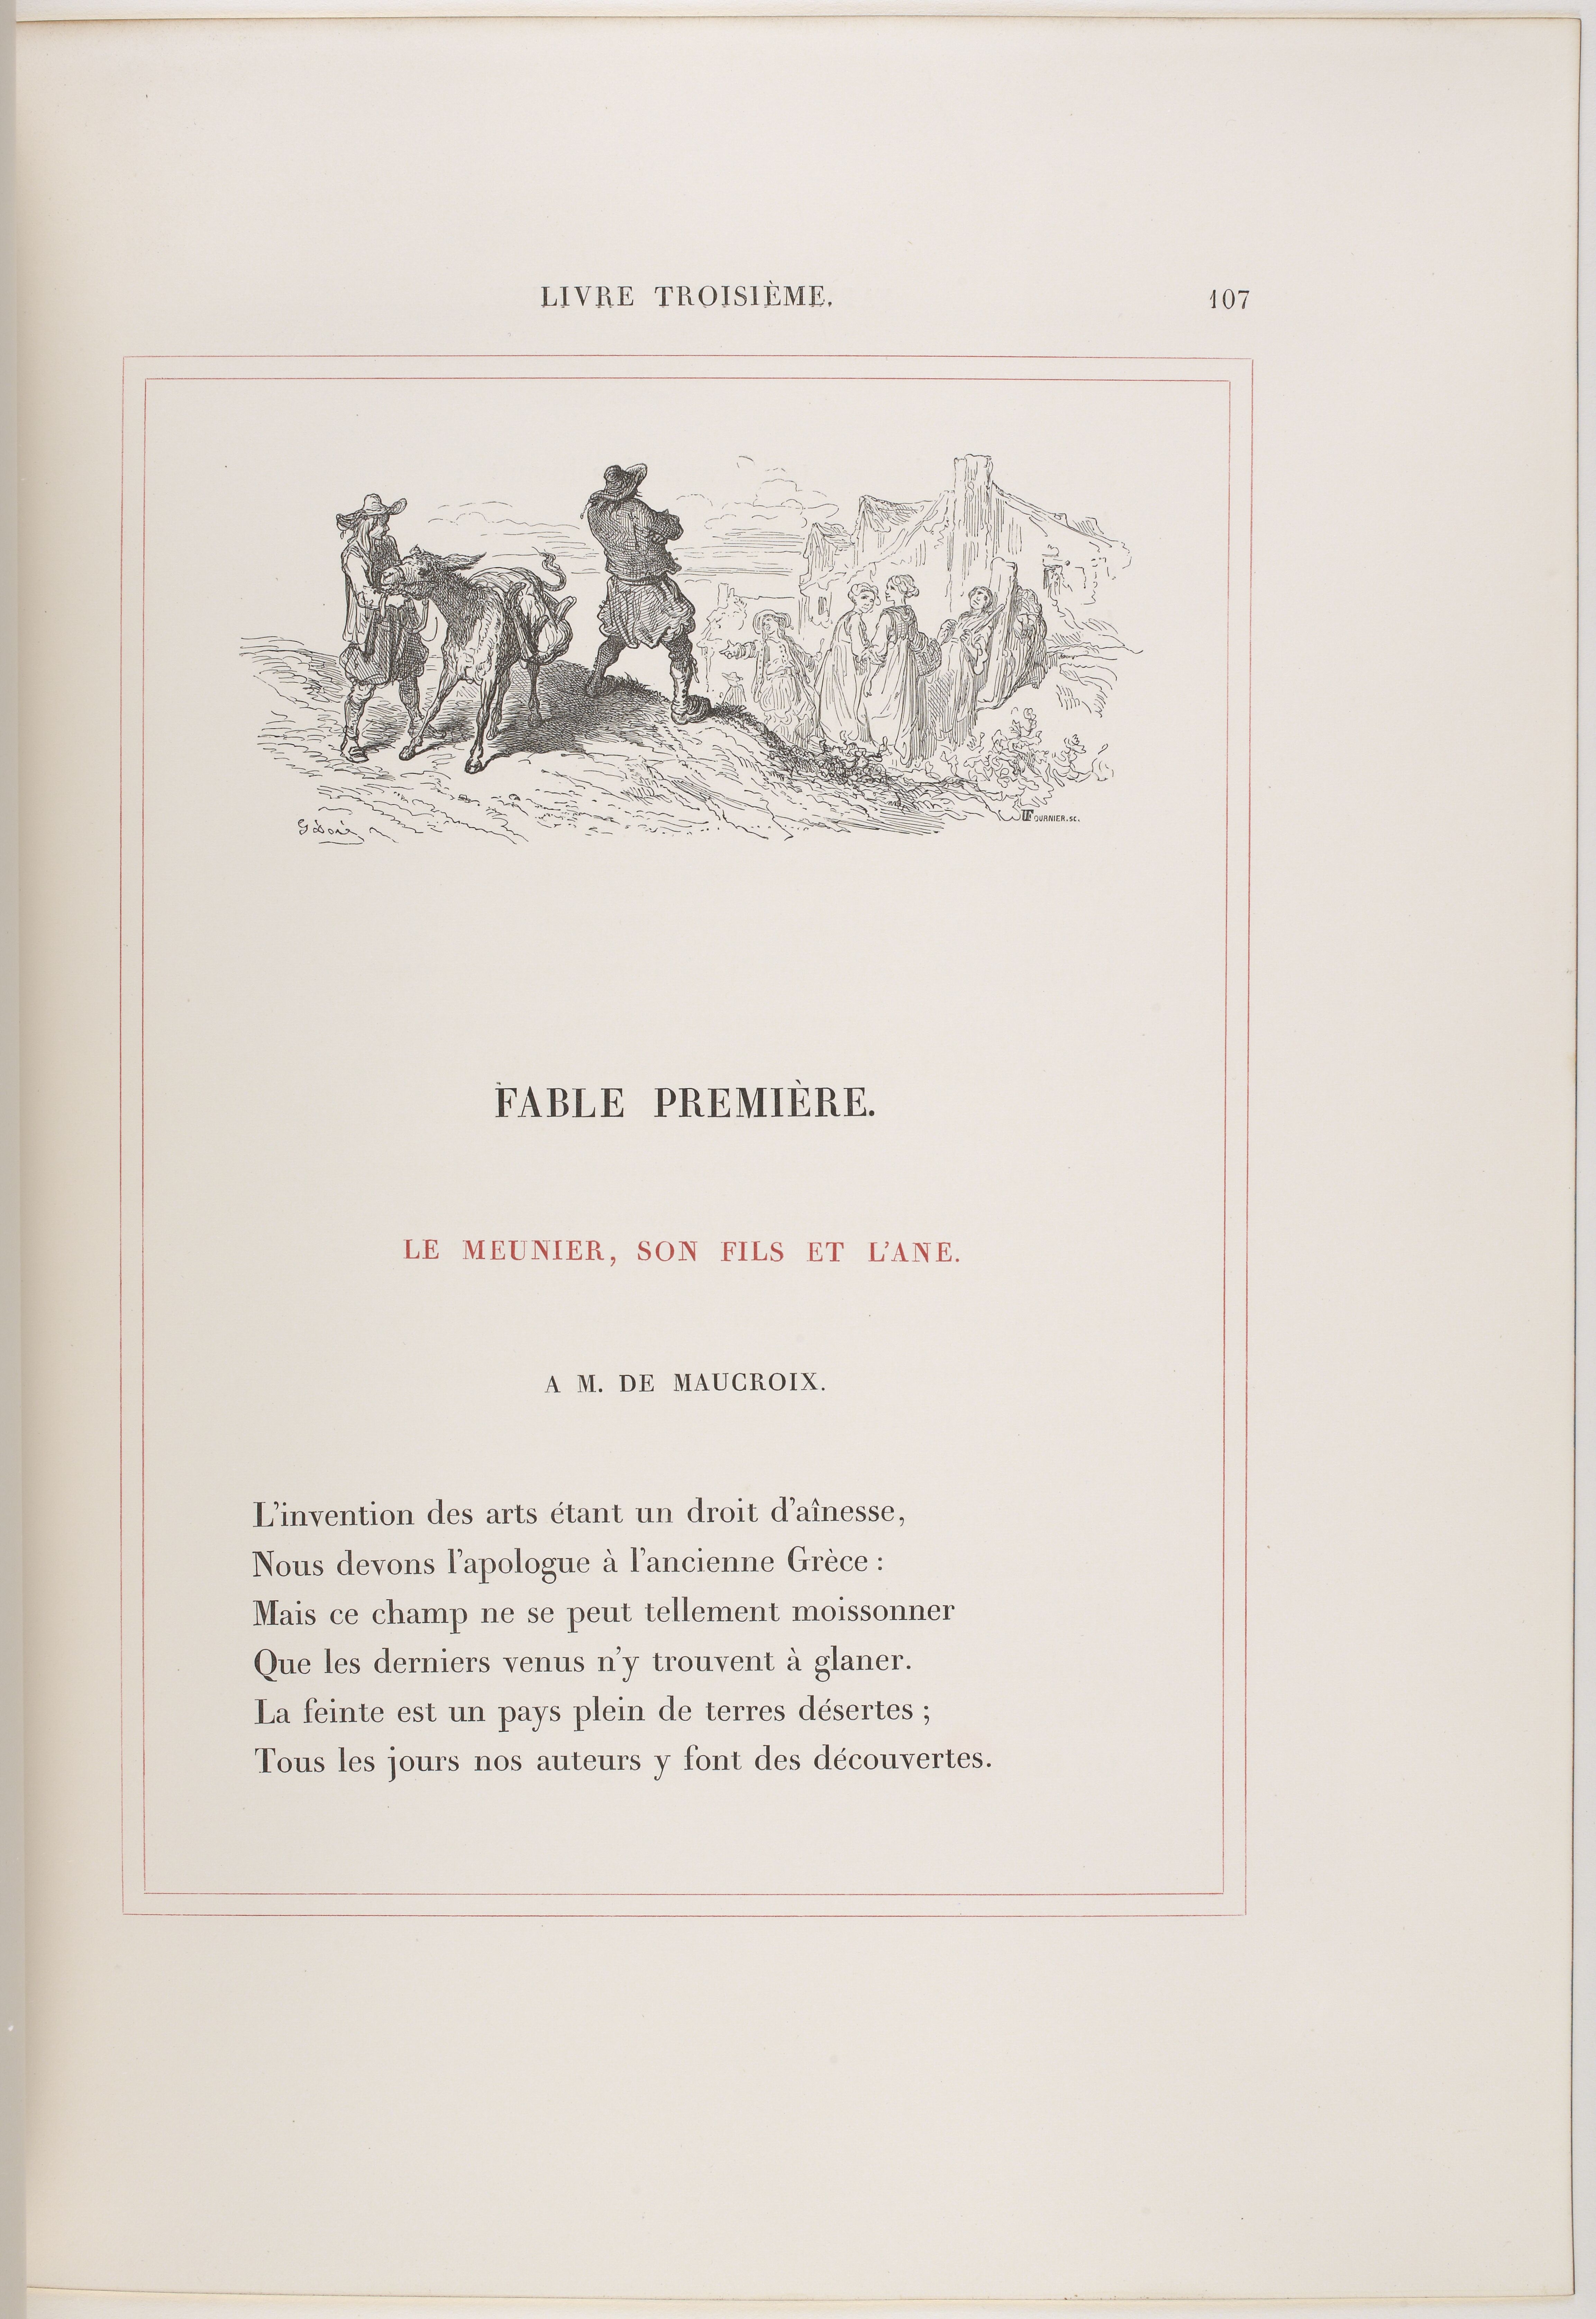 LIVRE TROISIÈME.
107
G Doré
FOURNIER.SC.
FABLE PREMIÈRE.
LE MEUNIER, SON FILS ET L'ANE.
A M. DE MAUCROIX.
L'invention des arts étant un droit d'aînesse,
Nous devons l'apologue à l'ancienne Grèce :
Mais ce champ ne se peut tellement moissonner
Que les derniers venus n'y trouvent à glaner.
La feinte est un pays plein de terres désertes ;
Tous les jours nos auteurs y font des découvertes.